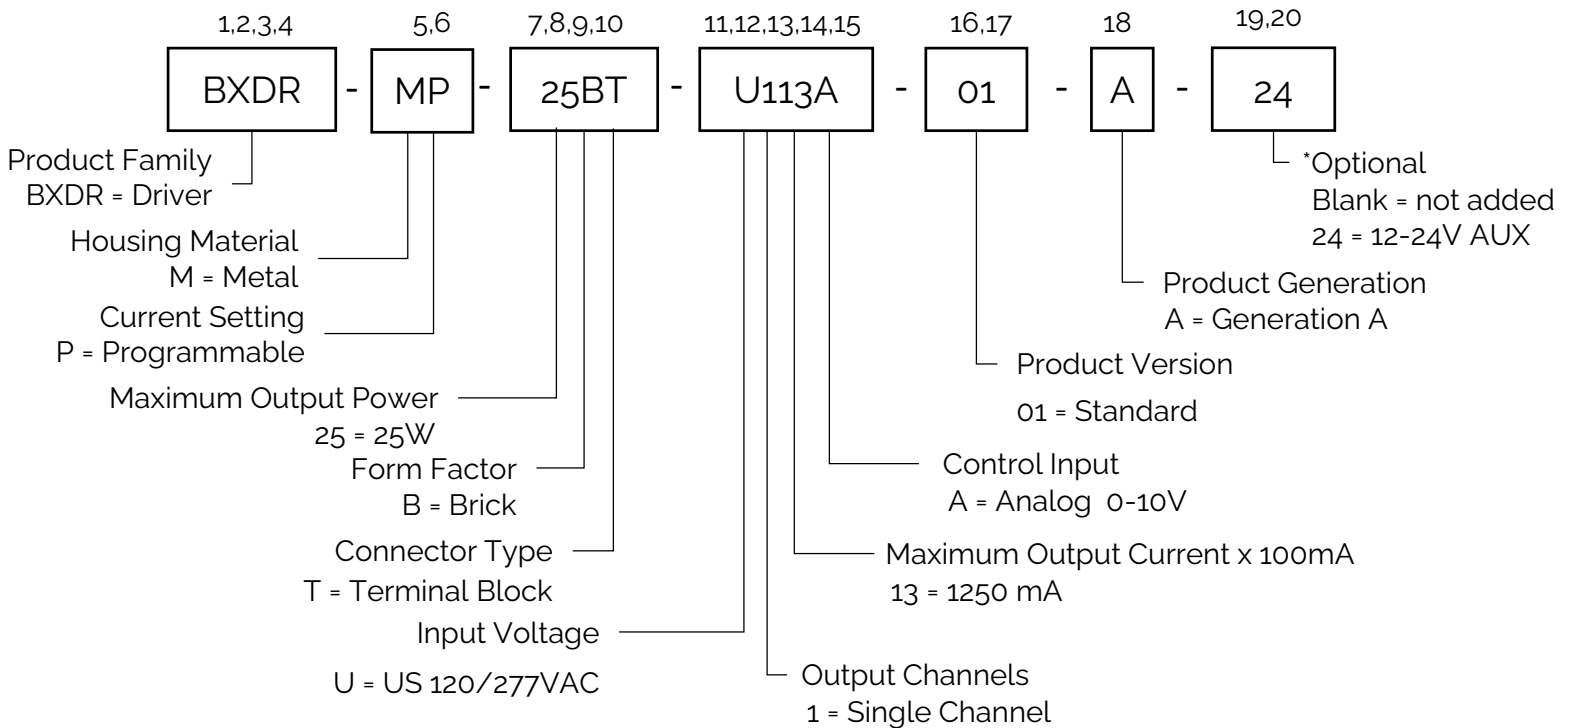 1,2,3,4 5,6 7,8,9,10 11,12,13,14,15 16,17 18 19,20
BXDR - MP - 25BT - U113A - 01 - A - 24
Product Family
BXDR = Driver
Housing Material
M = Metal
Current Setting
P = Programmable
Maximum Output Power
25 = 25W
Form Factor
B = Brick
Connector Type
T = Terminal Block
Input Voltage
U = US 120/277VAC
Output Channels
1 = Single Channel
Maximum Output Current x 100mA
13 = 1250 mA
Control Input
A = Analog 0-10V
Product Version
01 = Standard
Product Generation
A = Generation A
*Optional
Blank = not added
24 = 12-24V AUX